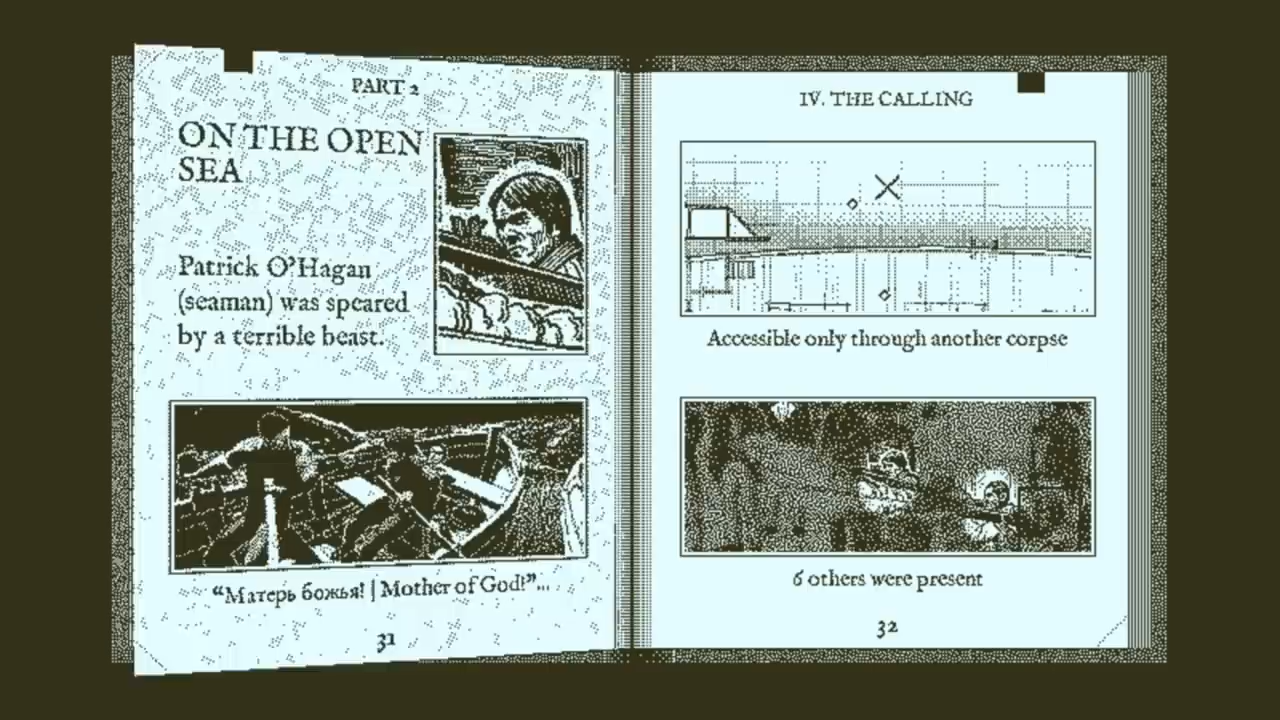 PART 2
ON THE OPEN
SEA
Patrick O'Hagan
(seaman) was speared
by a terrible beast.
“Матерь божья! | Mother of God!”...
31
IV. THE CALLING
Accessible only through another corpse
6 others were present
32